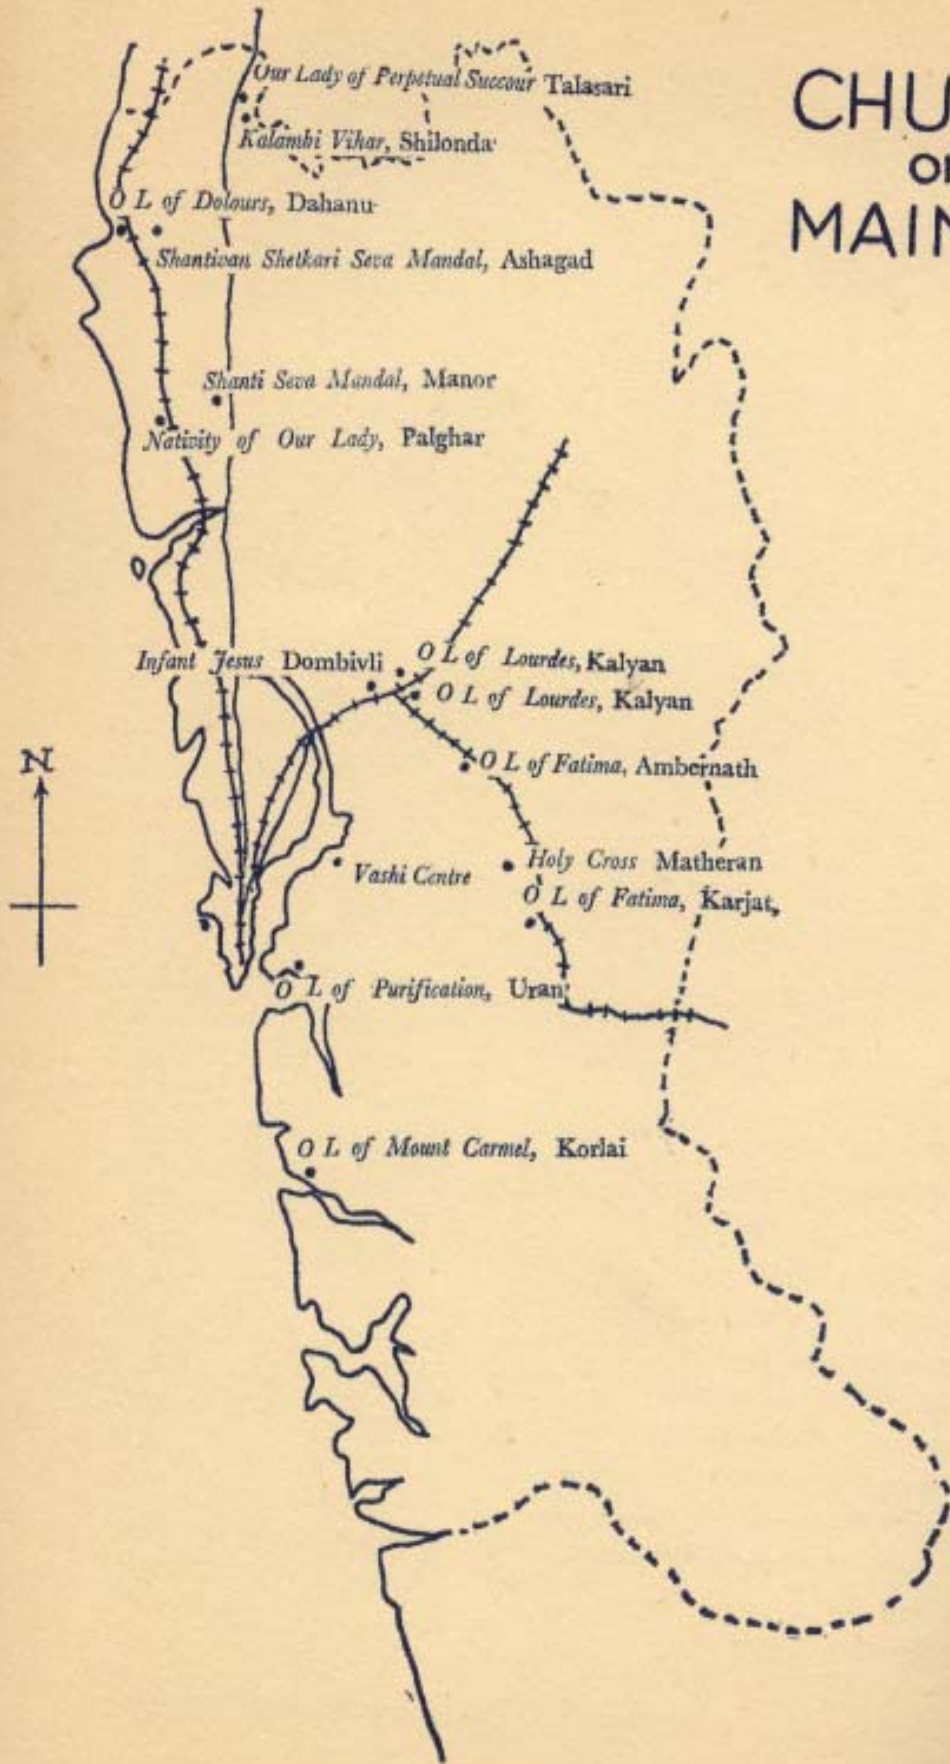 CHU
MAIN
Our Lady of Perpetual Succour Talasari
Kalambi Vihar, Shilonda
O L of Dolours, Dahanu
Shantivan Shetkari Seva Mandal, Ashagad
Shanti Seva Mandal, Manor
Nativity of Our Lady, Palghar
Infant Jesus Dombivli
O L of Lourdes, Kalyan
O L of Lourdes, Kalyan
N
O L of Fatima, Ambernath
Holy Cross Matheran
Vashi Centre
O L of Fatima, Karjat,
O L of Purification, Uran
O L of Mount Carmel, Korlai